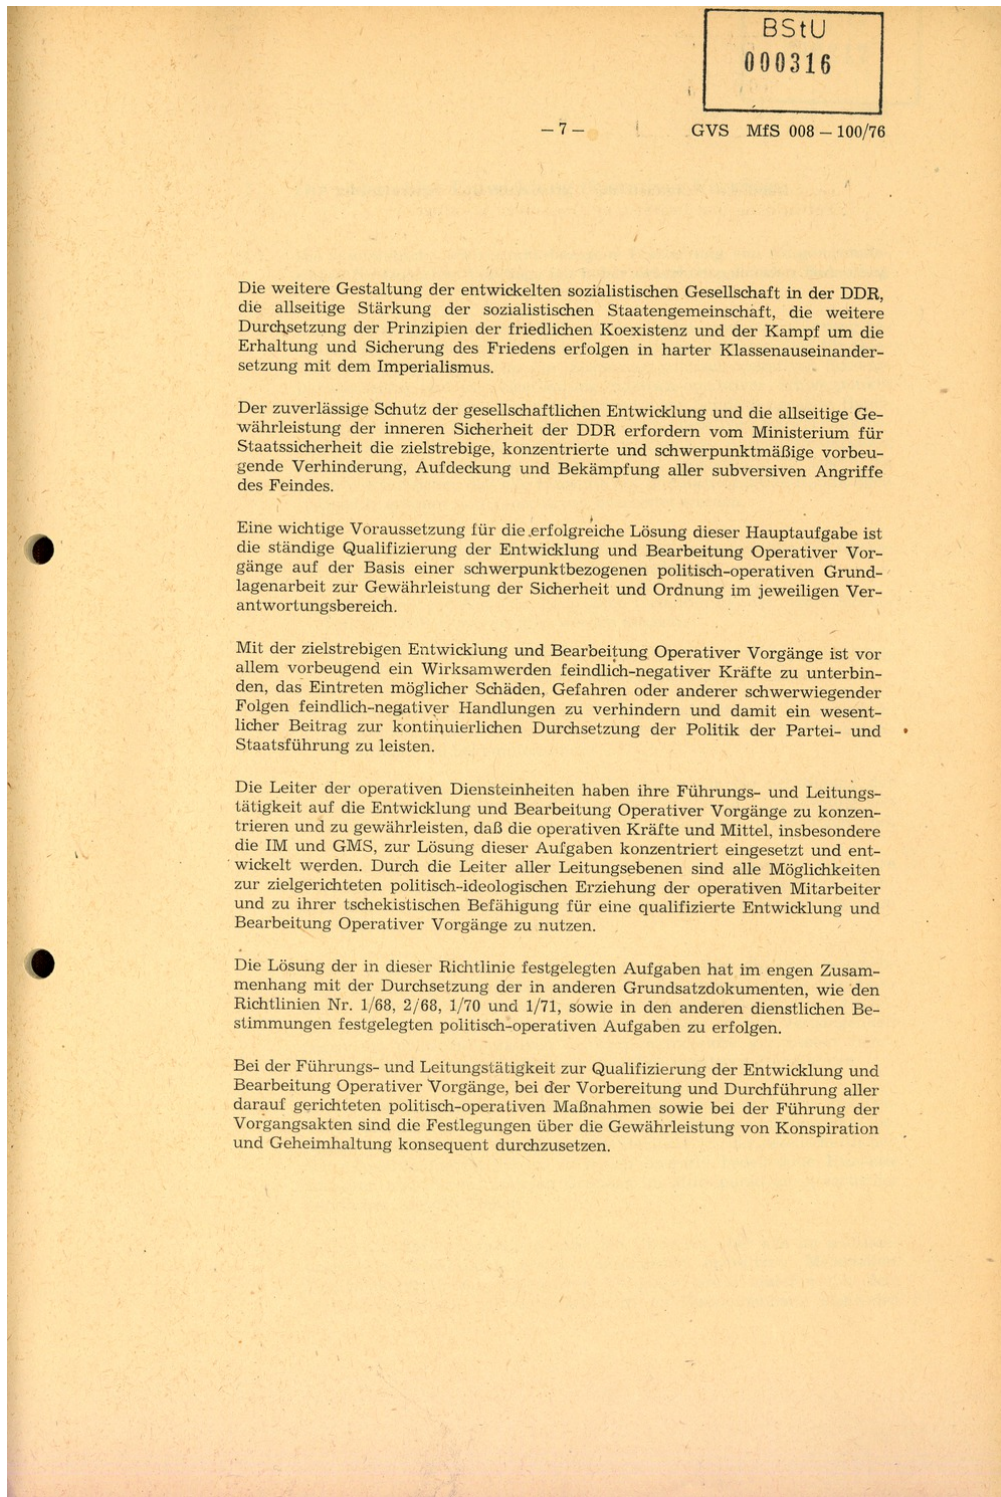 BStU
000316
— 7 —
GVS MfS 008 — 100/76
Die weitere Gestaltung der entwickelten sozialistischen Gesellschaft in der DDR,
die allseitige Stärkung der sozialistischen Staatengemeinschaft, die weitere
Durchsetzung der Prinzipien der friedlichen Koexistenz und der Kampf um die
Erhaltung und Sicherung des Friedens erfolgen in harter Klassenauseinander-
setzung mit dem Imperialismus.
Der zuverlässige Schutz der gesellschaftlichen Entwicklung und die allseitige Ge-
währleistung der inneren Sicherheit der DDR erfordern vom Ministerium für
Staatssicherheit die zielstrebige, konzentrierte und schwerpunktmäßige vorbeu-
gende Verhinderung, Aufdeckung und Bekämpfung aller subversiven Angriffe
des Feindes.
Eine wichtige Voraussetzung für die erfolgreiche Lösung dieser Hauptaufgabe ist
die ständige Qualifizierung der Entwicklung und Bearbeitung Operativer Vor-
gänge auf der Basis einer schwerpunktbezogenen politisch-operativen Grund-
lagenarbeit zur Gewährleistung der Sicherheit und Ordnung im jeweiligen Ver-
antwortungsbereich.
Mit der zielstrebigen Entwicklung und Bearbeitung Operativer Vorgänge ist vor
allem vorbeugend ein Wirksamwerden feindlich-negativer Kräfte zu unterbin-
den, das Eintreten möglicher Schäden, Gefahren oder anderer schwerwiegender
Folgen feindlich-negativer Handlungen zu verhindern und damit ein wesent-
licher Beitrag zur kontinuierlichen Durchsetzung der Politik der Partei- und
Staatsführung zu leisten.
Die Leiter der operativen Diensteinheiten haben ihre Führungs- und Leitungs-
tätigkeit auf die Entwicklung und Bearbeitung Operativer Vorgänge zu konzen-
trieren und zu gewährleisten, daß die operativen Kräfte und Mittel, insbesondere
die IM und GMS, zur Lösung dieser Aufgaben konzentriert eingesetzt und ent-
wickelt werden. Durch die Leiter aller Leitungsebenen sind alle Möglichkeiten
zur zielgerichteten politisch-ideologischen Erziehung der operativen Mitarbeiter
und zu ihrer tschekistischen Befähigung für eine qualifizierte Entwicklung und
Bearbeitung Operativer Vorgänge zu nutzen.
Die Lösung der in dieser Richtlinie festgelegten Aufgaben hat im engen Zusam-
menhang mit der Durchsetzung der in anderen Grundsatzdokumenten, wie den
Richtlinien Nr. 1/68, 2/68, 1/70 und 1/71, sowie in den anderen dienstlichen Be-
stimmungen festgelegten politisch-operativen Aufgaben zu erfolgen.
Bei der Führungs- und Leitungstätigkeit zur Qualifizierung der Entwicklung und
Bearbeitung Operativer Vorgänge, bei der Vorbereitung und Durchführung aller
darauf gerichteten politisch-operativen Maßnahmen sowie bei der Führung der
Vorgangsakten sind die Festlegungen über die Gewährleistung von Konspiration
und Geheimhaltung konsequent durchzusetzen.